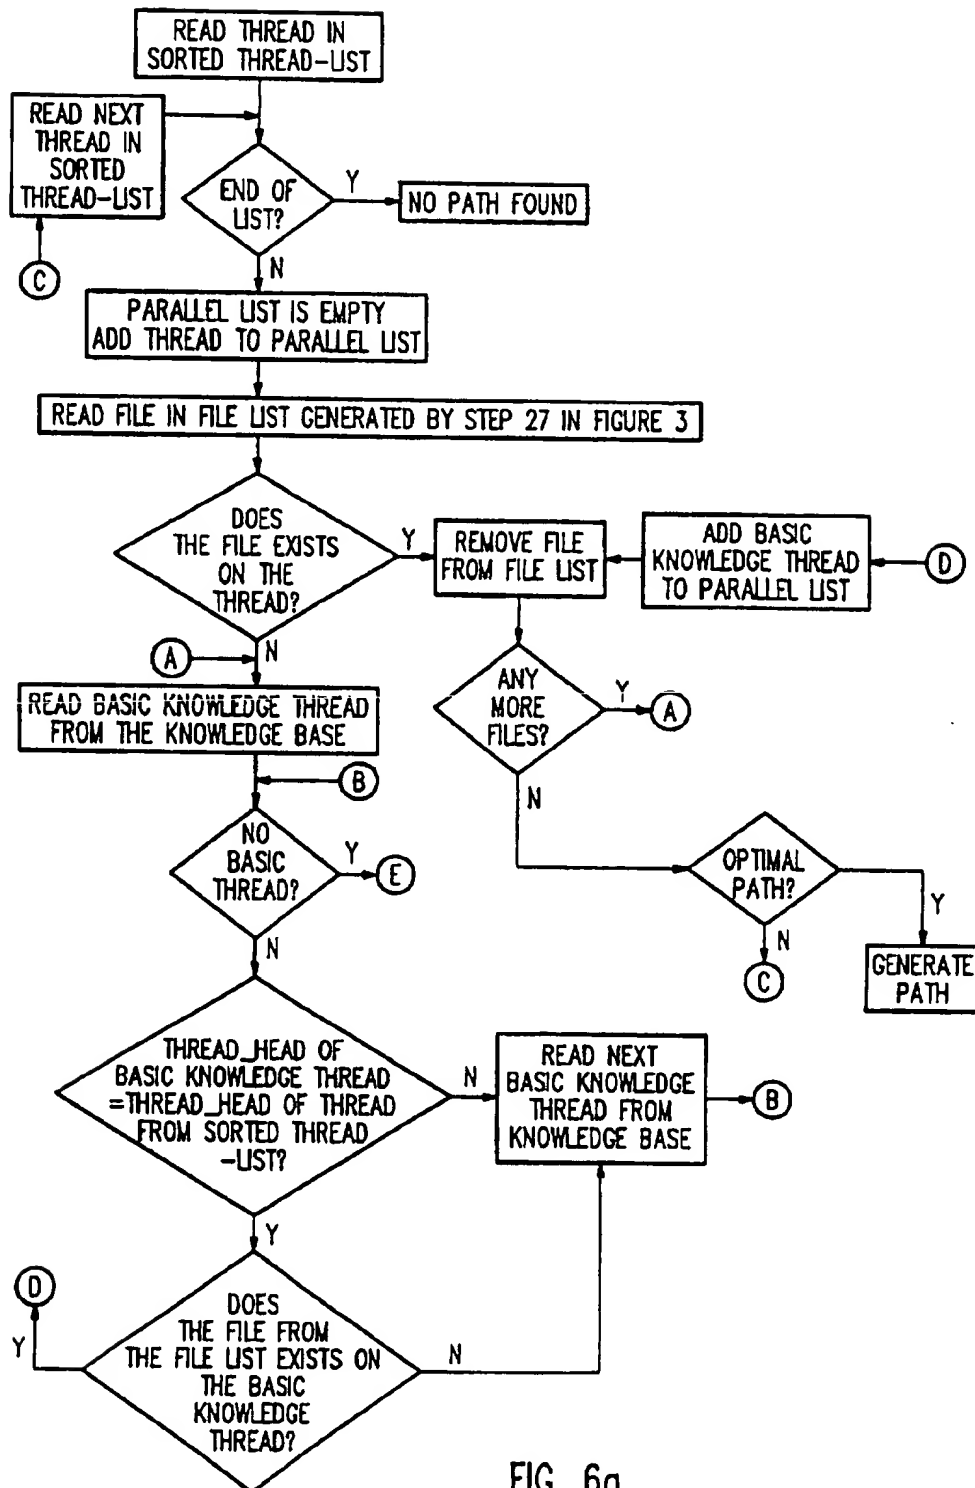 READ THREAD IN
SORTED THREAD-LIST
READ NEXT
THREAD IN
SORTED
THREAD-LIST
END OF
LIST?
Y
NO PATH FOUND
C
N
PARALLEL LIST IS EMPTY
ADD THREAD TO PARALLEL LIST
READ FILE IN FILE LIST GENERATED BY STEP 27 IN FIGURE 3
DOES
THE FILE EXISTS
ON THE
THREAD?
Y
REMOVE FILE
FROM FILE LIST
ADD BASIC
KNOWLEDGE THREAD
TO PARALLEL LIST
D
A
N
READ BASIC KNOWLEDGE THREAD
FROM THE KNOWLEDGE BASE
ANY
MORE
FILES?
Y
A
B
N
NO
BASIC
THREAD?
Y
E
OPTIMAL
PATH?
Y
N
N
C
GENERATE
PATH
THREAD_HEAD OF
BASIC KNOWLEDGE THREAD
=THREAD_HEAD OF THREAD
FROM SORTED THREAD
-LIST?
N
READ NEXT
BASIC KNOWLEDGE
THREAD FROM
KNOWLEDGE BASE
B
Y
D
Y
DOES
THE FILE FROM
THE FILE LIST EXISTS ON
THE BASIC
KNOWLEDGE
THREAD?
N
FIG. 6a